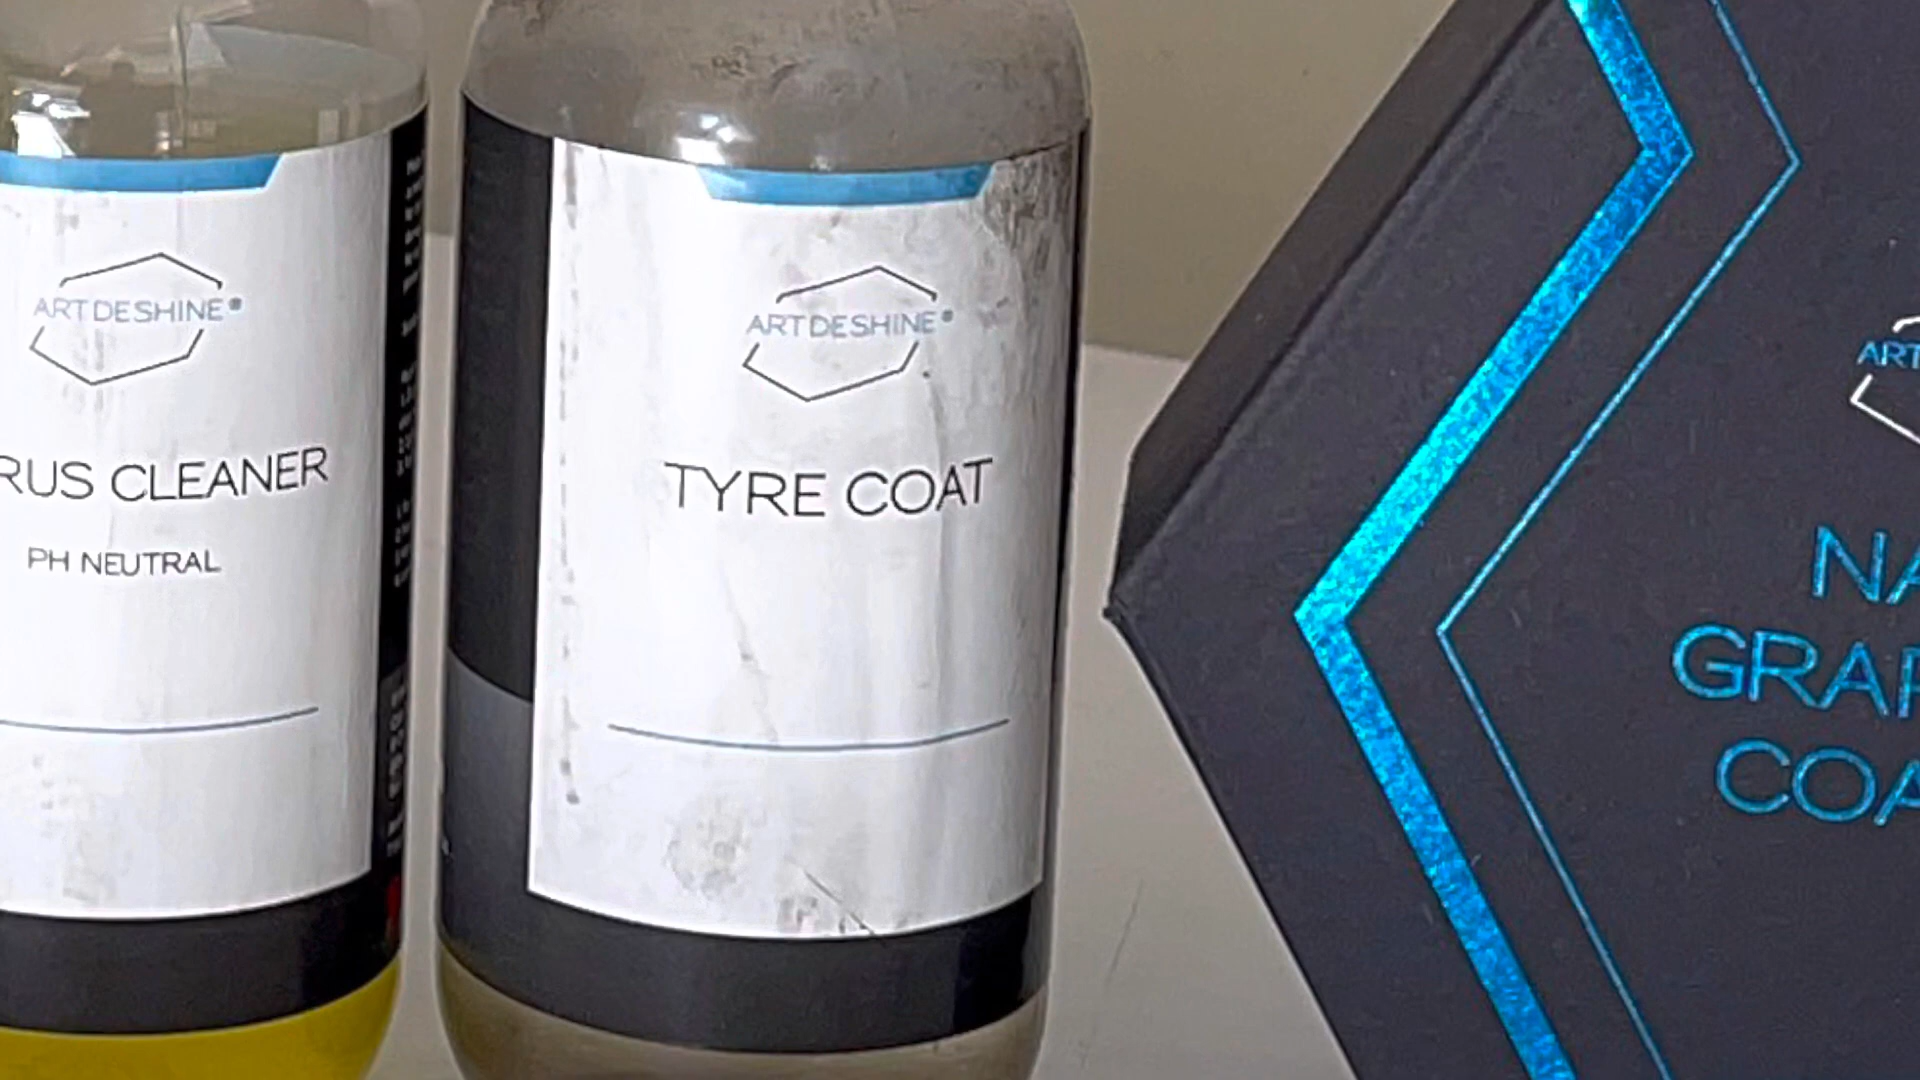 ARTDESHINE®
RUS CLEANER
PH NEUTRAL
ARTDESHINE®
TYRE COAT
ART
NA
GRAP
COA